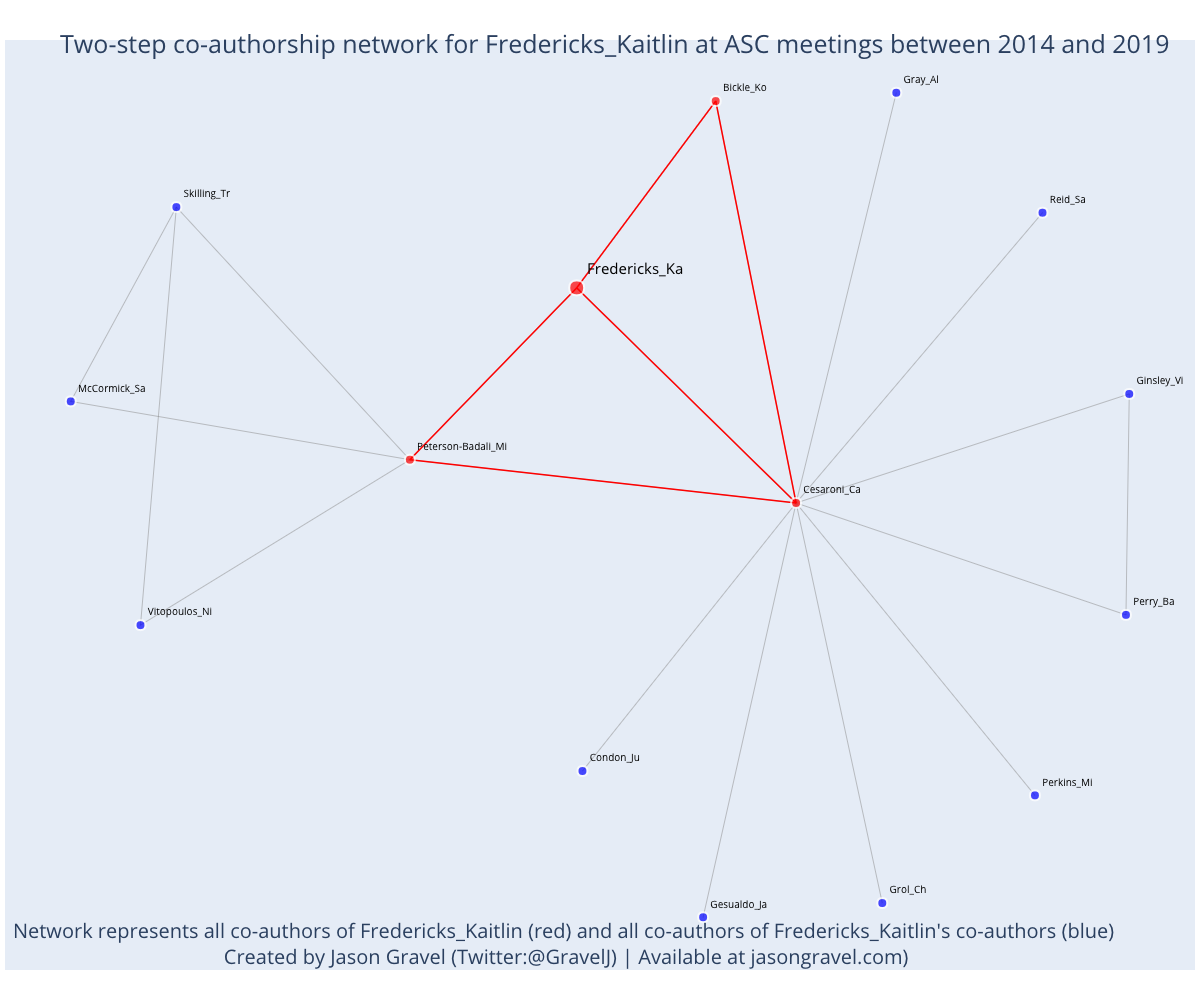 Two-step co-authorship network for Fredericks_Kaitlin at ASC meetings between 2014 and 2019
Gray_Al
Bickle_Ko
Skilling_Tr
Reid_Sa
Fredericks_Ka
Ginsley_Vi
McCormick_Sa
Peterson-Badali_Mi
Cesaroni_Ca
Perry_Ba
Vitopoulos_Ni
Condon_Ju
Perkins_Mi
Grol_Ch
Gesualdo_Ja
Network represents all co-authors of Fredericks_Kaitlin (red) and all co-authors of Fredericks_Kaitlin's co-authors (blue)
Created by Jason Gravel (Twitter:@GravelJ) | Available at jasongravel.com)